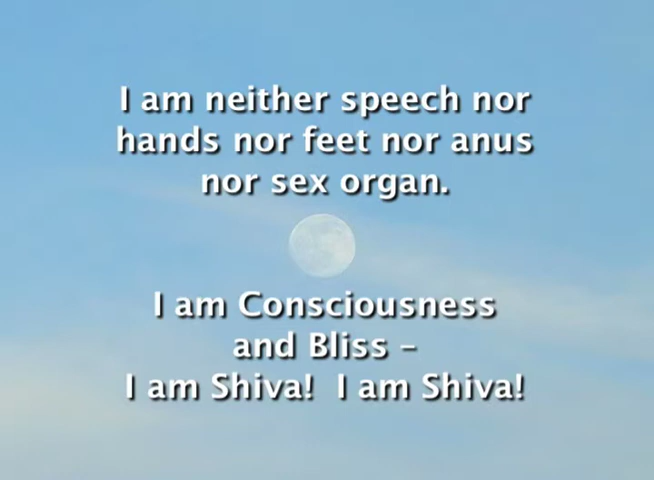 I am neither speech nor
hands nor feet nor anus
nor sex organ.
I am Consciousness
and Bliss –
I am Shiva!  I am Shiva!